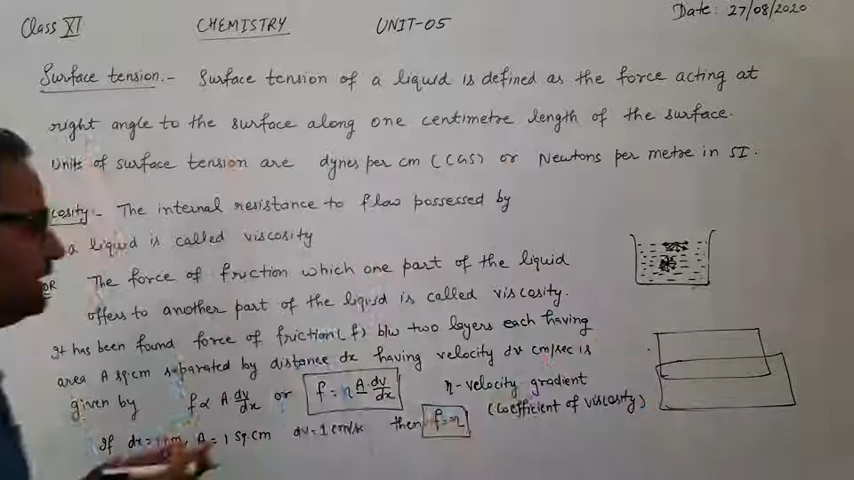 Class XI CHEMISTRY UNIT-05 Date: 27/08/2020
Surface tension:- Surface tension of a liquid is defined as the force acting at
right angle to the surface along one centimetre length of the surface.
Units of surface tension are dynes per cm (CGS) or Newtons per metre in SI.
cosity:- The internal resistance to flow possessed by
a liquid is called viscosity
OR The force of friction which one part of the liquid
offers to another part of the liquid is called viscosity.
It has been found force of friction (f) b/w two layers each having
area A sq.cm separated by distance dx having velocity dv cm/sec is
given by f ∝ A dv/dx or f = η A dv/dx η-velocity gradient
(Coefficient of viscosity)
If dx = 1 cm, A = 1 sq.cm dv = 1 cm/sec then f = η